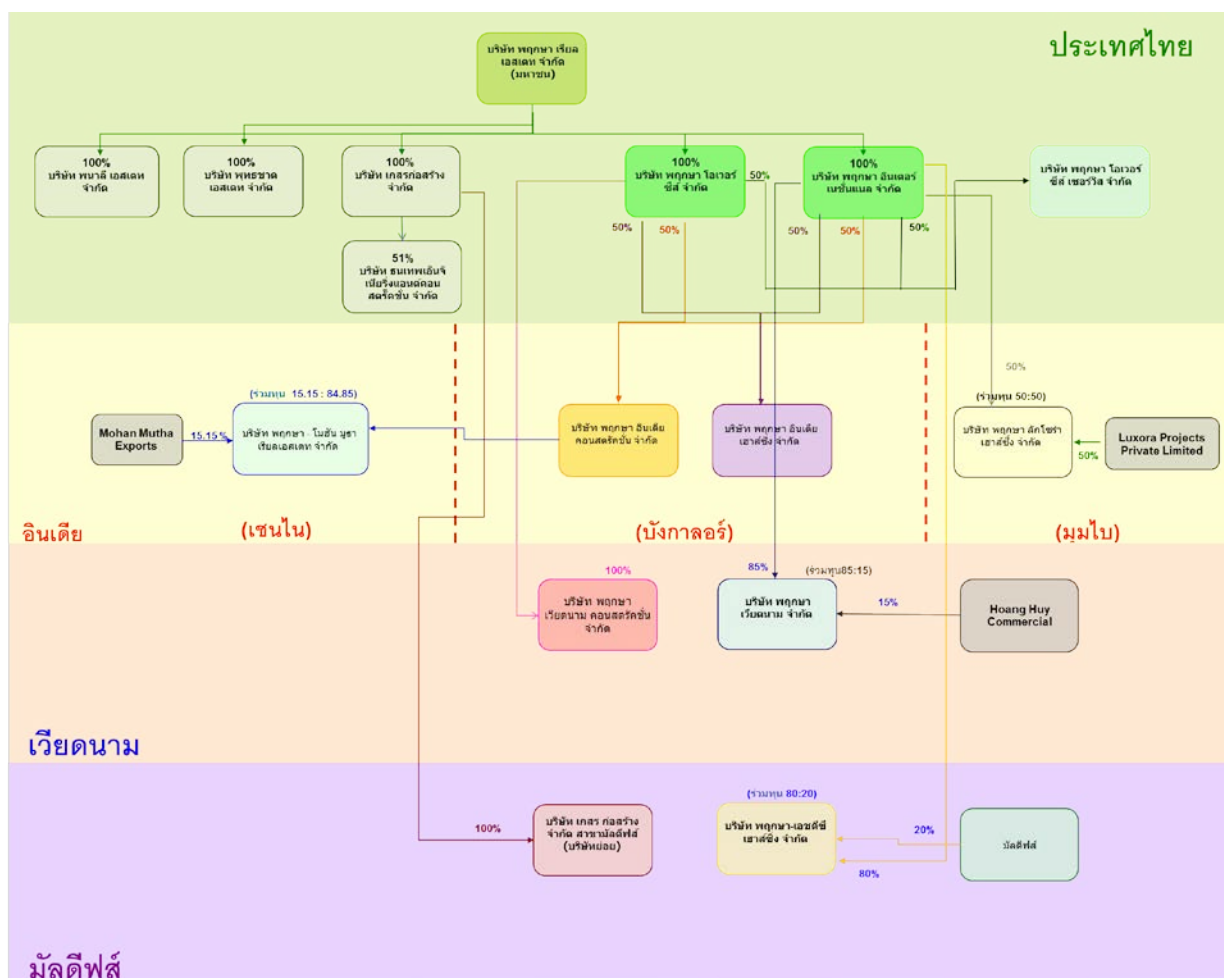 ประเทศไทย
บริษัท พฤกษา เรียล
เอสเตท จำกัด
(มหาชน)
100%
บริษัท พนาลี เอสเตท
จำกัด
100%
บริษัท พุทธชาด
เอสเตท จำกัด
100%
บริษัท เกสรก่อสร้าง
จำกัด
100%
บริษัท พฤกษา โอเวอร์
ซีส์ จำกัด
50%
100%
บริษัท พฤกษา อินเตอร์
เนชั่นแนล จำกัด
บริษัท พฤกษา โอเวอร์
ซีส์ เซอร์วิส จำกัด
50%
50%
50%
50%
50%
51%
บริษัท ธนเทพเอ็นจิ
เนียริ่งแอนด์คอน
สตรั๊คชั่น จำกัด
50%
(ร่วมทุน 15.15 : 84.85)
(ร่วมทุน 50:50)
Mohan Mutha
Exports
15.15%
บริษัท พฤกษา - โมฮัน มูธา
เรียลเอสเตท จำกัด
บริษัท พฤกษา อินเดีย
คอนสตรัคชั่น จำกัด
บริษัท พฤกษา อินเดีย
เฮาส์ซิ่ง จำกัด
บริษัท พฤกษา ลักโซร่า
เฮาส์ซิ่ง จำกัด
50%
Luxora Projects
Private Limited
อินเดีย
(เชนไน)
(บังกาลอร์)
(มุมไบ)
100%
85%
(ร่วมทุน85:15)
บริษัท พฤกษา
เวียดนาม คอนสตรัคชั่น
จำกัด
บริษัท พฤกษา
เวียดนาม จำกัด
15%
Hoang Huy
Commercial
เวียดนาม
(ร่วมทุน 80:20)
100%
บริษัท เกสร ก่อสร้าง
จำกัด สาขามัลดีฟส์
(บริษัทย่อย)
บริษัท พฤกษา-เอชดีซี
เฮาส์ซิ่ง จำกัด
20%
80%
มัลดีฟส์
มัลดีฟส์